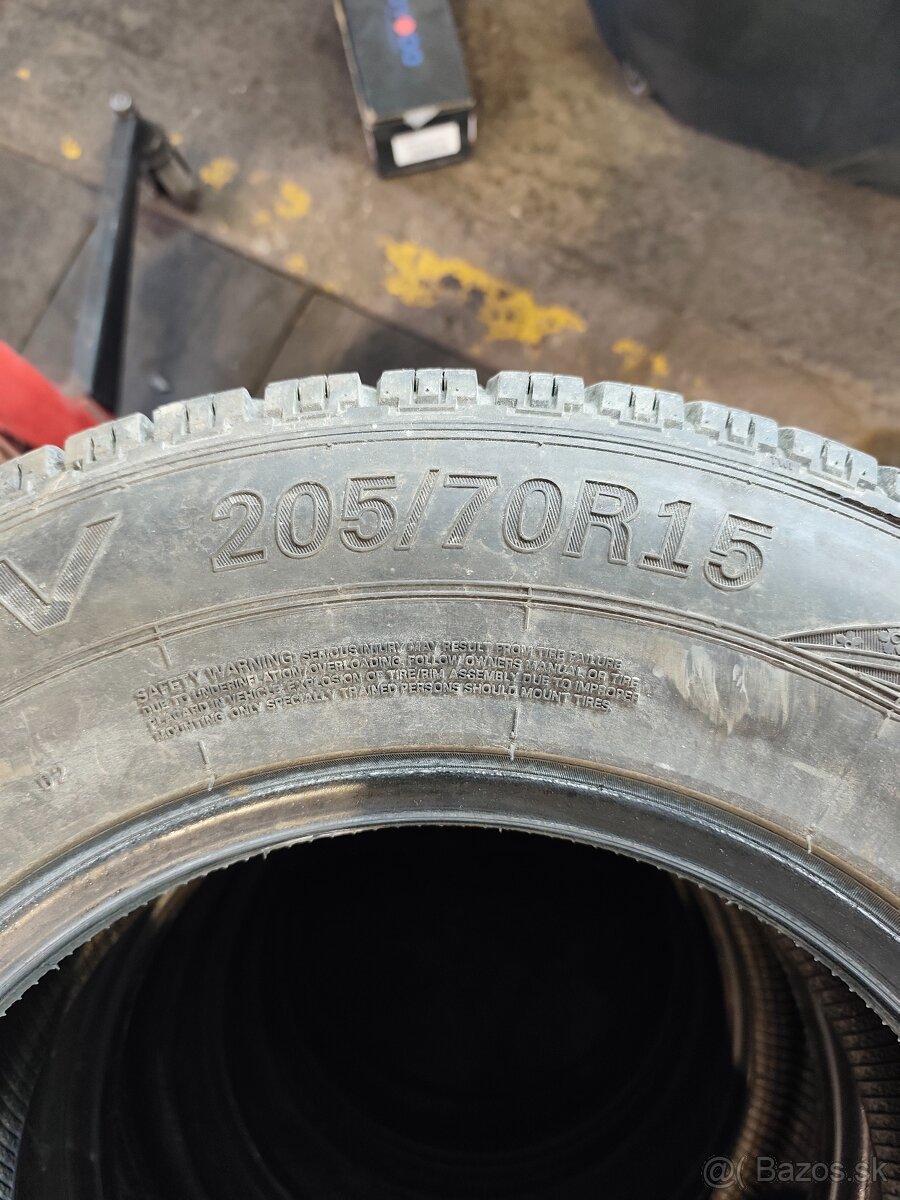 205/70R15
SAFETY WARNING, SERIOUS INJURY MAY RESULT FROM TIRE FAILURE
DUE TO UNDERINFLATION/OVERLOADING. FOLLOW OWNER'S MANUAL OR TIRE
PLACARD IN VEHICLE EXPLOSION OF TIRE/RIM ASSEMBLY DUE TO IMPROPER
MOUNTING. ONLY SPECIALLY TRAINED PERSONS SHOULD MOUNT TIRES.
02
@( Bazos.sk